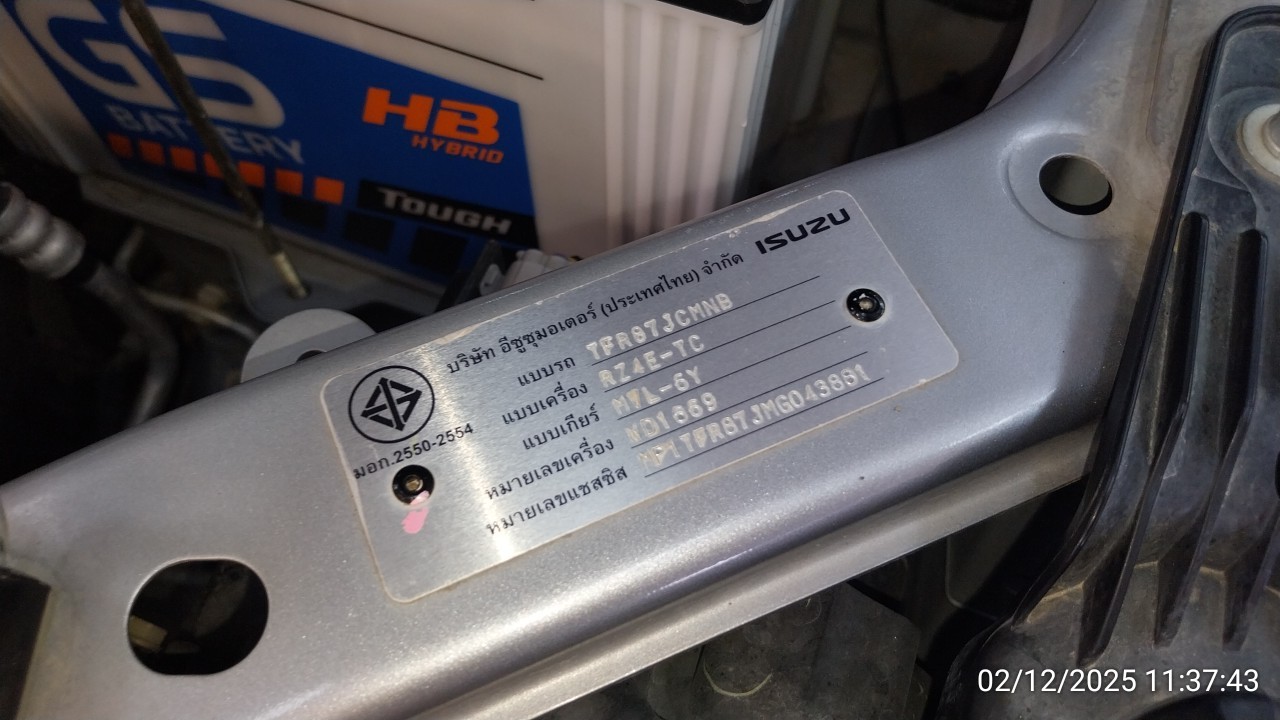 GS
BATTERY
HB
HYBRID
TOUGH
ISUZU
บริษัท อีซูซุมอเตอร์ (ประเทศไทย) จำกัด
แบบรถ TFR87JCMNB
แบบเครื่อง RZ4E-TC
แบบเกียร์ MVL-6Y
หมายเลขเครื่อง
หมายเลขแชสซิส MP1TFR87JMG043881
มอก.2550-2554
02/12/2025 11:37:43